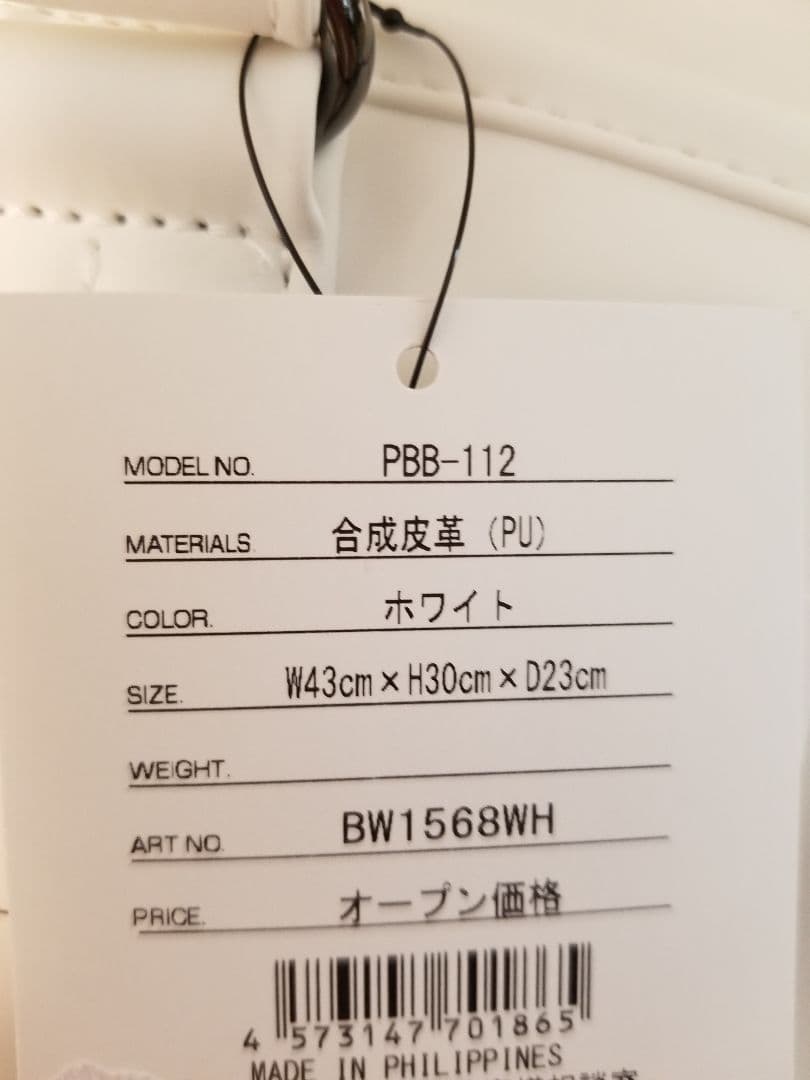 MODEL NO. PBB-112
MATERIALS. 合成皮革 (PU)
COLOR. ホワイト
SIZE. W43cm×H30cm×D23cm
WEIGHT.
ART NO. BW1568WH
PRICE. オープン価格
4 573147 701865
MADE IN PHILIPPINES